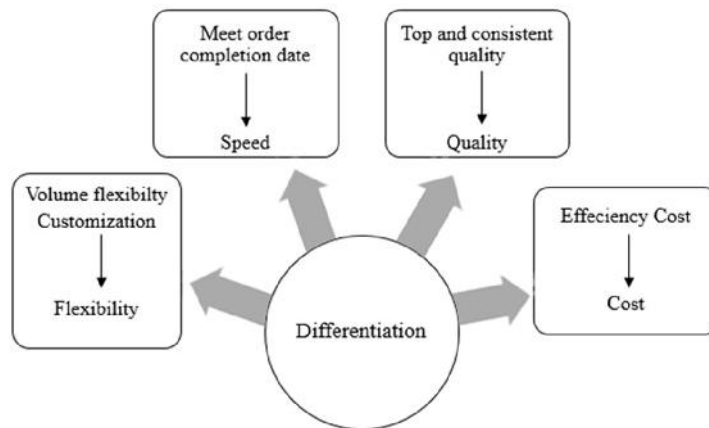 Meet order
completion date
Speed
Top and consistent
quality
Quality
Volume flexibilty
Customization
Flexibility
Effeciency Cost
Cost
Differentiation